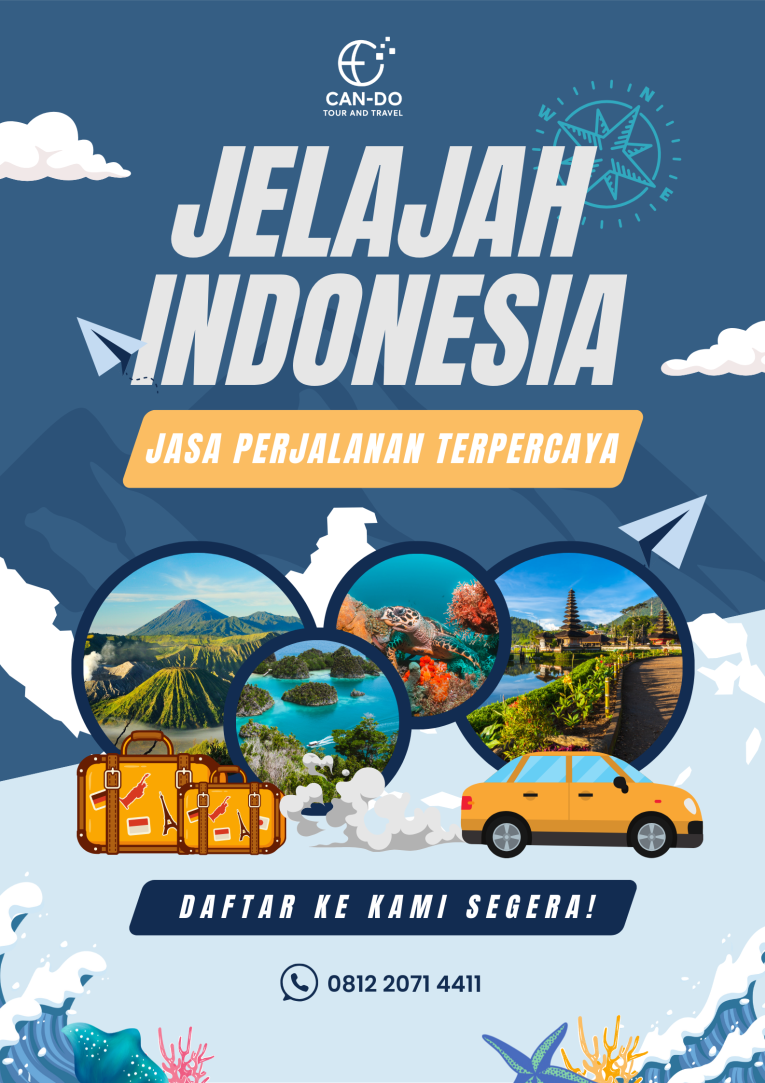 CAN-DO
TOUR AND TRAVEL
N
W
E
JELAJAH
INDONESIA
JASA PERJALANAN TERPERCAYA
DAFTAR KE KAMI SEGERA!
0812 2071 4411